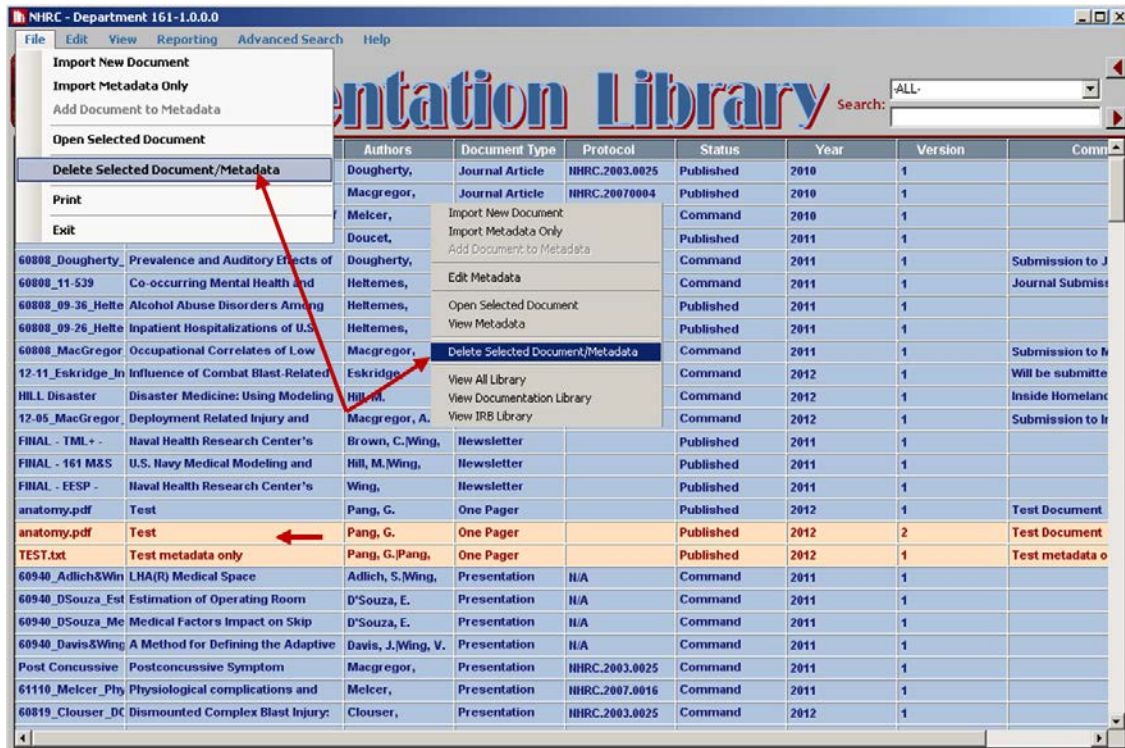 NHRC - Department 161-1.0.0.0
File Edit View Reporting Advanced Search Help
Import New Document
Import Metadata Only
Add Document to Metadata
Open Selected Document
Delete Selected Document/Metadata
Print
Exit
entation Library
Search:
-ALL-
Authors Document Type Protocol Status Year Version Comm
Dougherty, Journal Article NHRC.2003.0025 Published 2010 1
Macgregor, Journal Article NHRC.20070004 Published 2010 1
Melcer, Command 2010 1
Doucet, Published 2011 1
60808_Dougherty_ Prevalence and Auditory Effects of Dougherty, Command 2011 1 Submission to J
60808_11-539 Co-occurring Mental Health and Heltemes, Command 2011 1 Journal Submiss
60808_09-36_Helte Alcohol Abuse Disorders Among Heltemes, Published 2011 1
60808_09-26_Helte Inpatient Hospitalizations of U.S. Heltemes, Published 2011 1
60808_MacGregor_ Occupational Correlates of Low Macgregor, Command 2011 1 Submission to M
12-11_Eskridge_In Influence of Combat Blast-Related Eskridge, Command 2012 1 Will be submitte
HILL Disaster Disaster Medicine: Using Modeling Hill, M. Command 2012 1 Inside Homeland
12-05_MacGregor_ Deployment Related Injury and Macgregor, A. Command 2012 1 Submission to In
FINAL - TML+ - Naval Health Research Center's Brown, C.|Wing, Newsletter Published 2011 1
FINAL - 161 M&S U.S. Navy Medical Modeling and Hill, M.|Wing, Newsletter Published 2011 1
FINAL - EESP - Naval Health Research Center's Wing, Newsletter Published 2011 1
anatomy.pdf Test Pang, G. One Pager Published 2012 1 Test Document
anatomy.pdf Test Pang, G. One Pager Published 2012 2 Test Document
TEST.txt Test metadata only Pang, G.|Pang, One Pager Published 2012 1 Test metadata o
60940_Adlich&Win LHA(R) Medical Space Adlich, S.|Wing, Presentation N/A Command 2011 1
60940_DSouza_Est Estimation of Operating Room D'Souza, E. Presentation N/A Command 2011 1
60940_DSouza_Me Medical Factors Impact on Skip D'Souza, E. Presentation N/A Command 2011 1
60940_Davis&Wing A Method for Defining the Adaptive Davis, J.|Wing, V. Presentation N/A Command 2011 1
Post Concussive Postconcussive Symptom Macgregor, Presentation NHRC.2003.0025 Command 2011 1
61110_Melcer_Phy Physiological complications and Melcer, Presentation NHRC.2007.0016 Command 2011 1
60819_Clouser_DC Dismounted Complex Blast Injury: Clouser, Presentation NHRC.2003.0025 Command 2012 1
Import New Document
Import Metadata Only
Add Document to Metadata
Edit Metadata
Open Selected Document
View Metadata
Delete Selected Document/Metadata
View All Library
View Documentation Library
View IRB Library